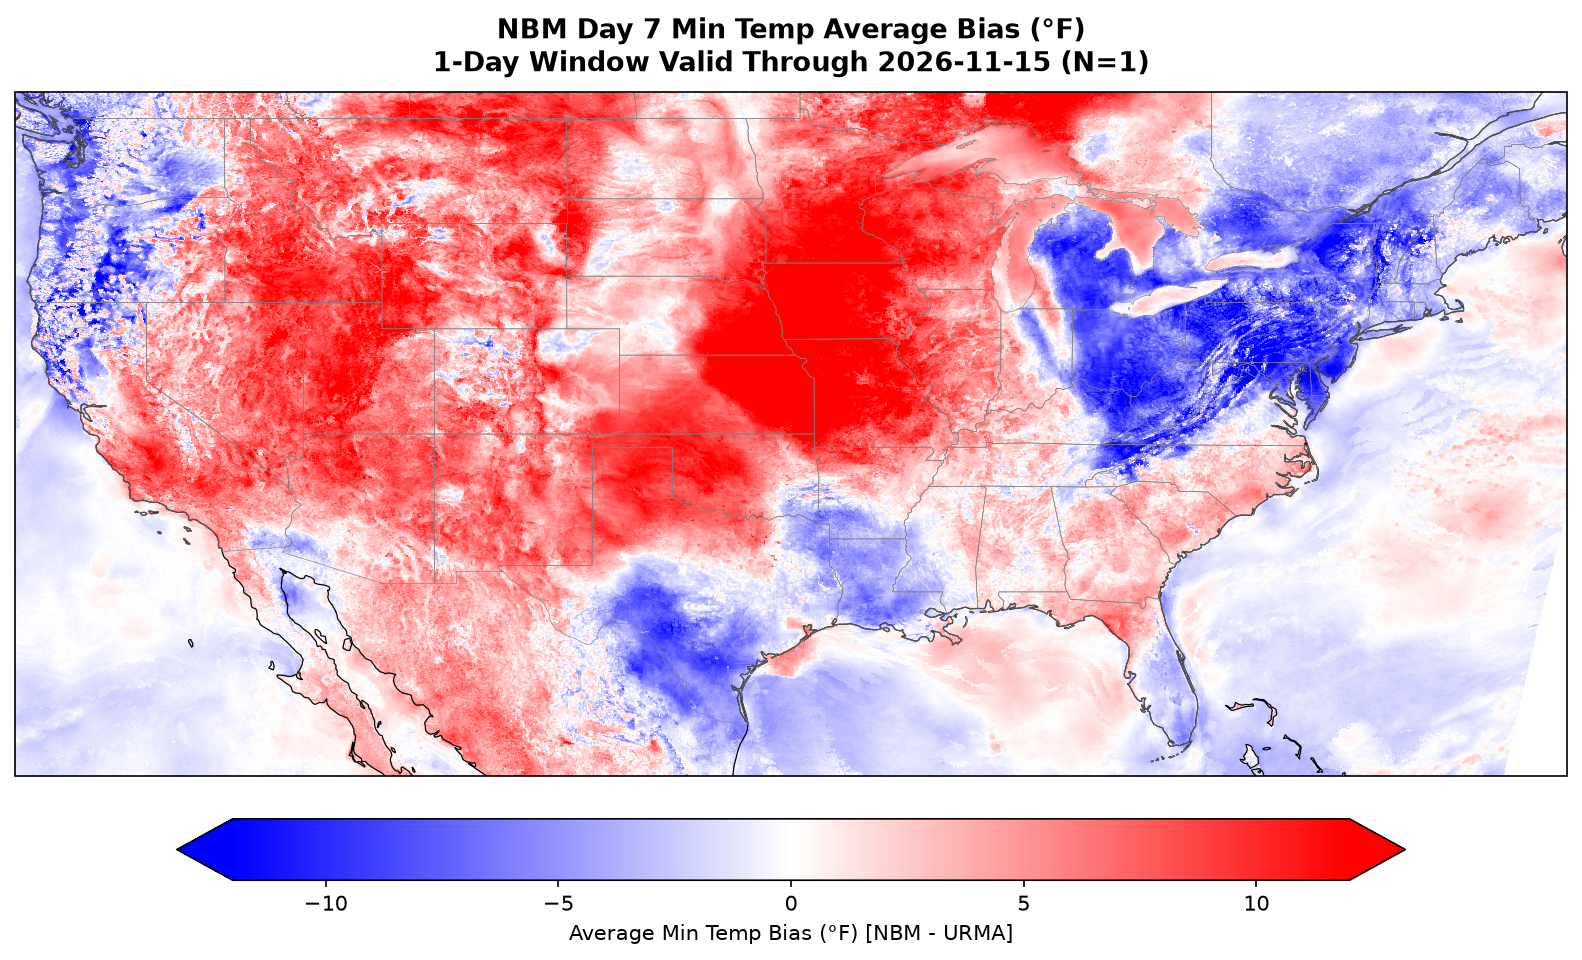 NBM Day 7 Min Temp Average Bias (°F)
1-Day Window Valid Through 2026-11-15 (N=1)
−10 −5 0 5 10
Average Min Temp Bias (°F) [NBM - URMA]